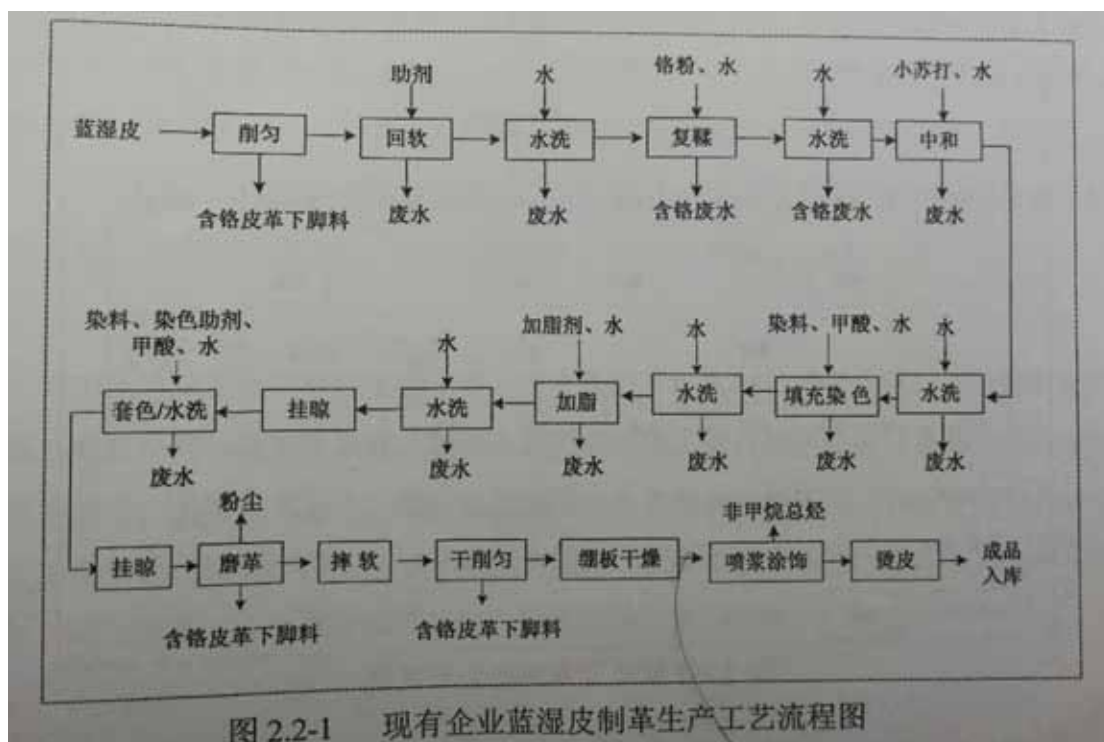 助剂 水 铬粉、水 水 小苏打、水
蓝湿皮 削匀 回软 水洗 复鞣 水洗 中和
含铬皮革下脚料 废水 废水 含铬废水 含铬废水 废水
染料、染色助剂、
甲酸、水 水 加脂剂、水 水 染料、甲酸、水 水
套色/水洗 挂晾 水洗 加脂 水洗 填充染色 水洗
废水 废水 废水 废水 废水 废水
粉尘 非甲烷总烃
挂晾 磨革 摔软 干削匀 绷板干燥 喷浆涂饰 烫皮 成品
入库
含铬皮革下脚料 含铬皮革下脚料
图 2.2-1 现有企业蓝湿皮制革生产工艺流程图